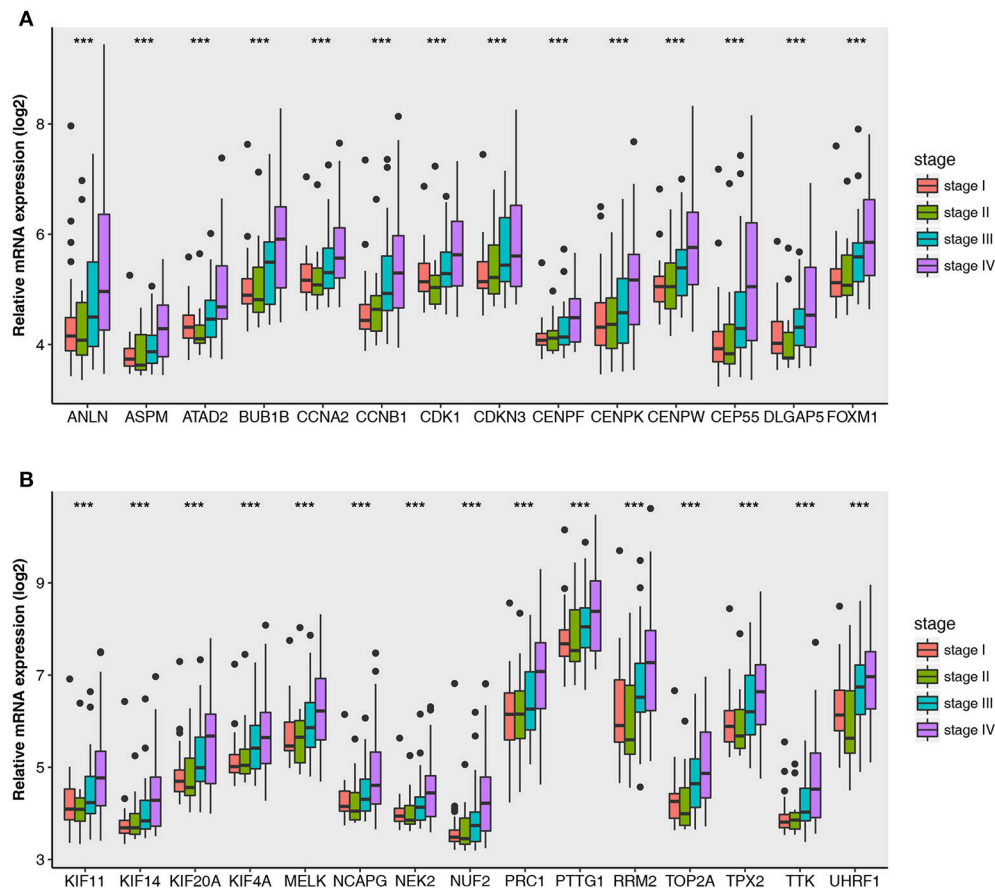 A
*** *** *** *** *** *** *** *** *** *** *** *** *** ***
Relative mRNA expression (log2)
8
6
4
ANLN ASPM ATAD2 BUB1B CCNA2 CCNB1 CDK1 CDKN3 CENPF CENPK CENPW CEP55 DLGAP5 FOXM1
stage
stage I
stage II
stage III
stage IV
B
*** *** *** *** *** *** *** *** *** *** *** *** *** *** ***
Relative mRNA expression (log2)
9
7
5
3
KIF11 KIF14 KIF20A KIF4A MELK NCAPG NEK2 NUF2 PRC1 PTTG1 RRM2 TOP2A TPX2 TTK UHRF1
stage
stage I
stage II
stage III
stage IV